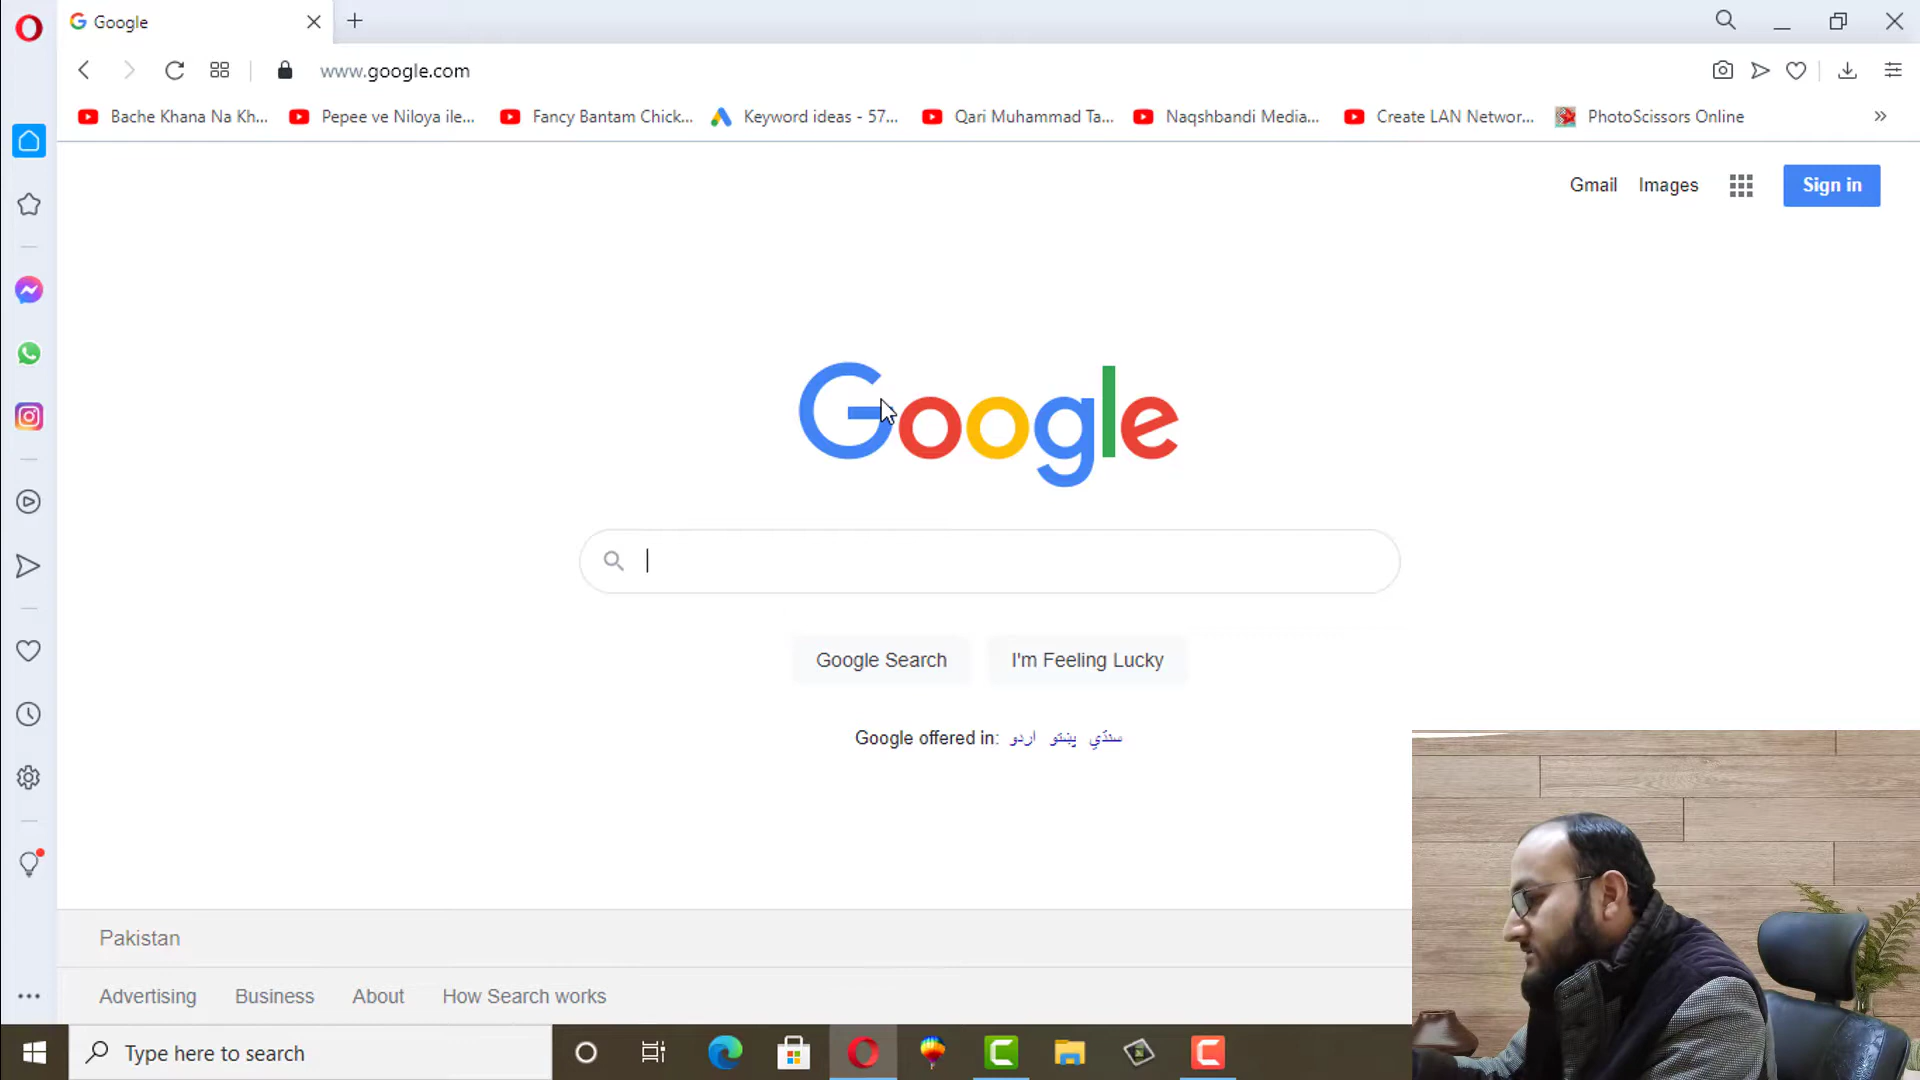 Google
www.google.com
Bache Khana Na Kh...
Pepee ve Niloya ile...
Fancy Bantam Chick...
Keyword ideas - 57...
Qari Muhammad Ta...
Naqshbandi Media...
Create LAN Networ...
PhotoScissors Online
Gmail
Images
Sign in
Google
Google Search
I'm Feeling Lucky
Google offered in: اردو پښتو سنڌي
Pakistan
Advertising
Business
About
How Search works
Type here to search